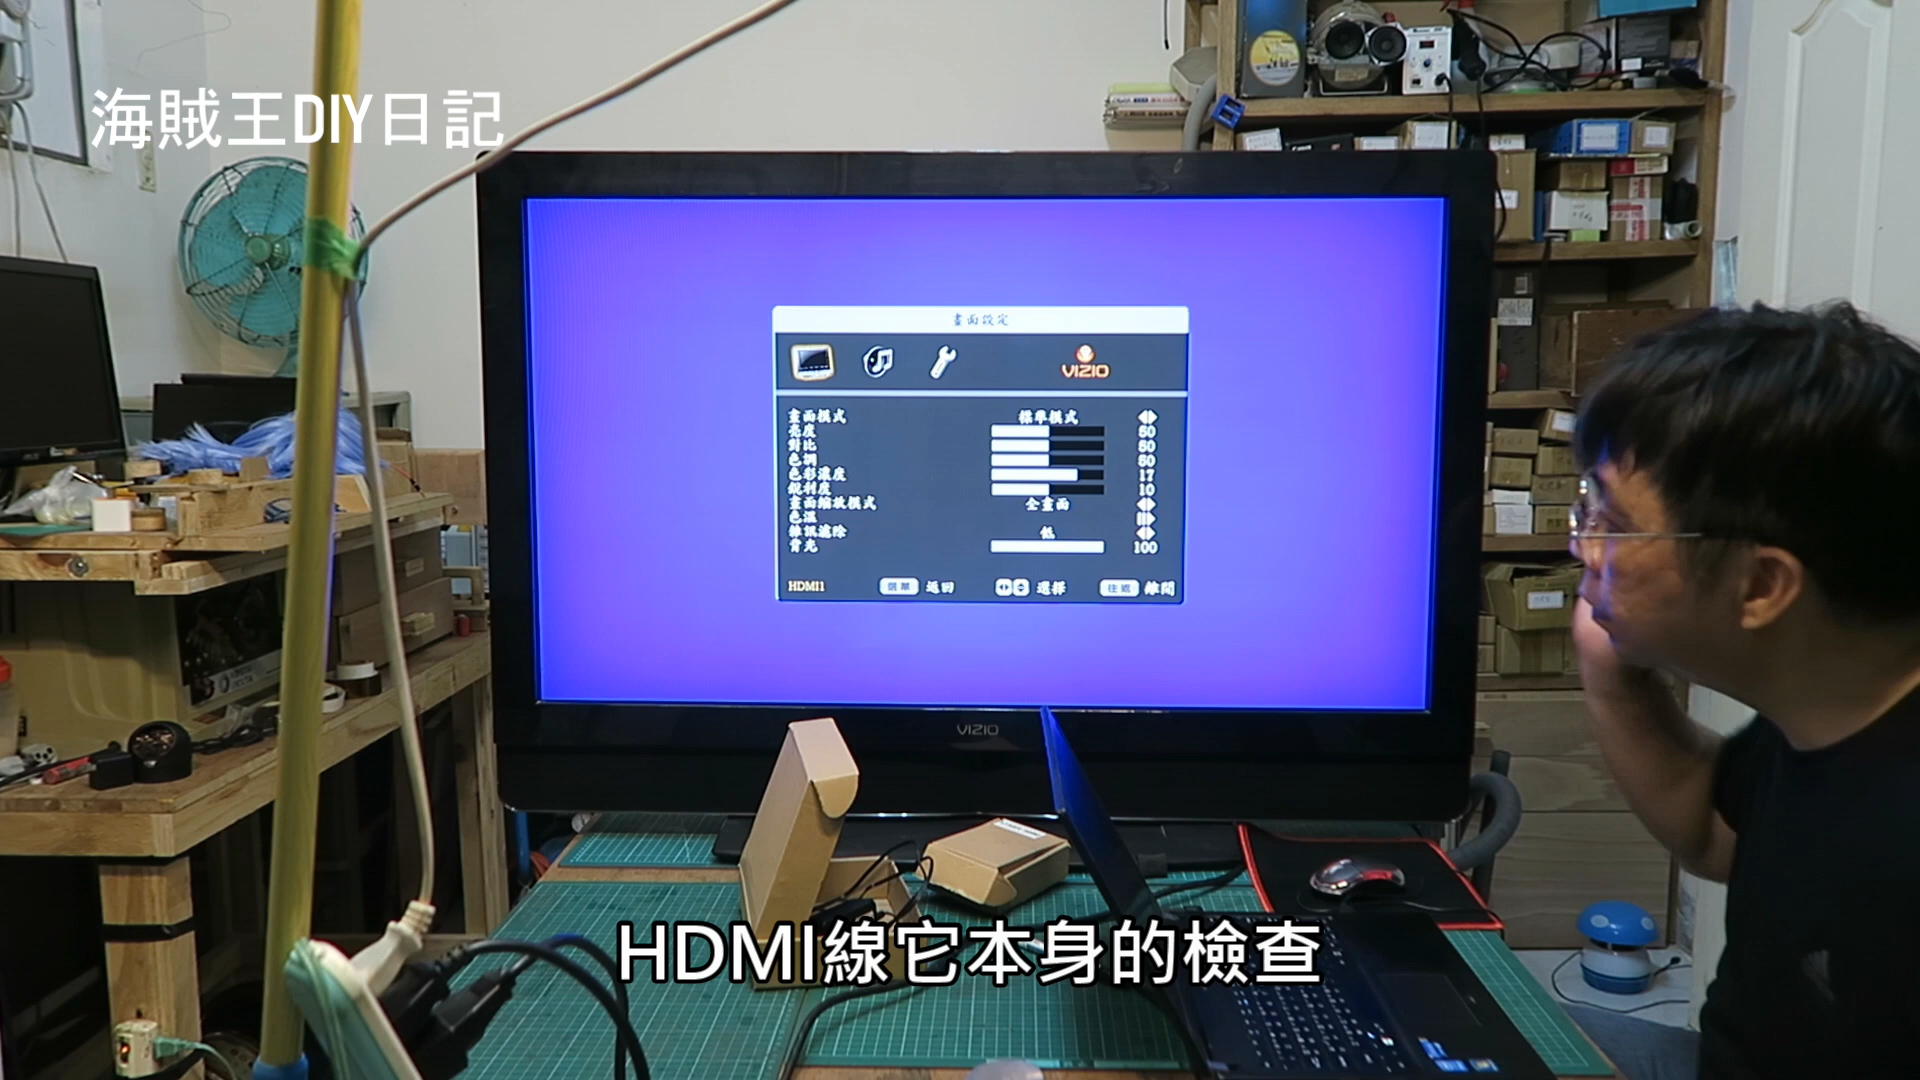 海賊王DIY日記
畫面設定
VIZIO
畫面模式 標準模式
亮度 50
對比 50
色調 50
色彩濃度 17
銳利度 10
畫面縮放模式 全畫面
色溫
雜訊濾除 低
背光 100
HDMI1 選單 返回 選擇 往返 離開
VIZIO
HDMI線它本身的檢查